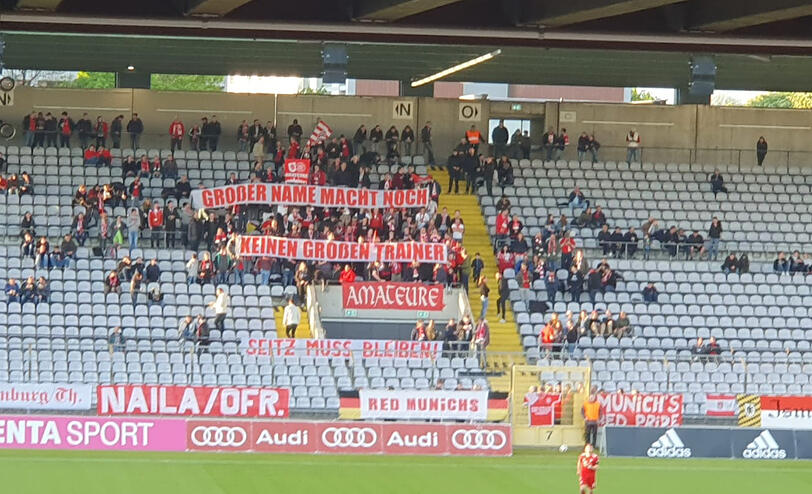 N
O
GROßER NAME MACHT NOCH
KEINEN GROßEN TRAINER
AMATEURE
SEITZ MUSS BLEIBEN!
NAILA/OFR.
RED MUNICHS
MUNICH'S
RED PRIDE
7
ENTA SPORT
Audi
Audi
adidas
adidas